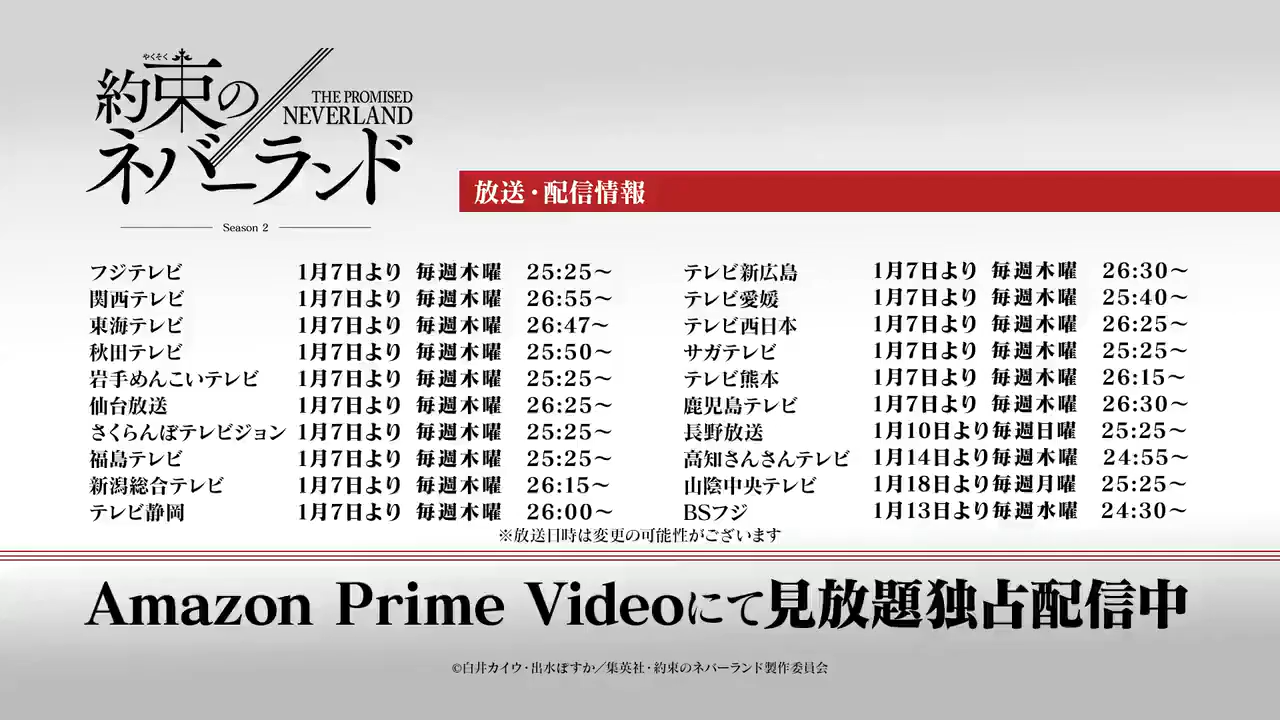 やくそく
約束の
ネバーランド
THE PROMISED
NEVERLAND
Season 2
放送・配信情報
フジテレビ 1月7日より 毎週木曜 25:25～
関西テレビ 1月7日より 毎週木曜 26:55～
東海テレビ 1月7日より 毎週木曜 26:47～
秋田テレビ 1月7日より 毎週木曜 25:50～
岩手めんこいテレビ 1月7日より 毎週木曜 25:25～
仙台放送 1月7日より 毎週木曜 26:25～
さくらんぼテレビジョン 1月7日より 毎週木曜 25:25～
福島テレビ 1月7日より 毎週木曜 25:25～
新潟総合テレビ 1月7日より 毎週木曜 26:15～
テレビ静岡 1月7日より 毎週木曜 26:00～
テレビ新広島 1月7日より 毎週木曜 26:30～
テレビ愛媛 1月7日より 毎週木曜 25:40～
テレビ西日本 1月7日より 毎週木曜 26:25～
サガテレビ 1月7日より 毎週木曜 25:25～
テレビ熊本 1月7日より 毎週木曜 26:15～
鹿児島テレビ 1月7日より 毎週木曜 26:30～
長野放送 1月10日より毎週日曜 25:25～
高知さんさんテレビ 1月14日より毎週木曜 24:55～
山陰中央テレビ 1月18日より毎週月曜 25:25～
BSフジ 1月13日より毎週水曜 24:30～
※放送日時は変更の可能性がございます
Amazon Prime Videoにて見放題独占配信中
©白井カイウ・出水ぽすか／集英社・約束のネバーランド製作委員会